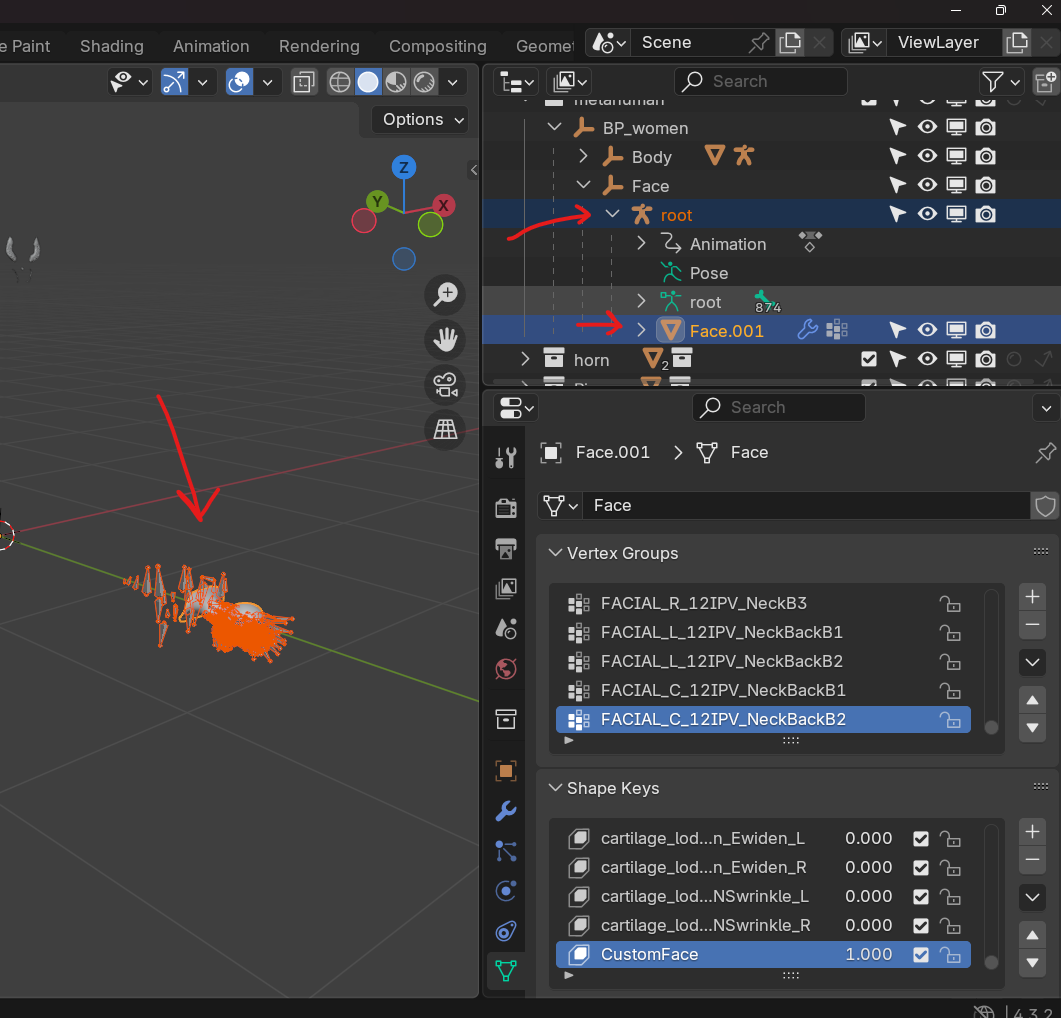 e Paint Shading Animation Rendering Compositing Geomet Scene ViewLayer
Search
Options
Z
Y X
metahuman
BP_women
Body
Face
root
Animation
Pose
root 874
Face.001
horn 2
Search
Face.001 > Face
Face
Vertex Groups
FACIAL_R_12IPV_NeckB3
FACIAL_L_12IPV_NeckBackB1
FACIAL_L_12IPV_NeckBackB2
FACIAL_C_12IPV_NeckBackB1
FACIAL_C_12IPV_NeckBackB2
Shape Keys
cartilage_lod...n_Ewiden_L 0.000
cartilage_lod...n_Ewiden_R 0.000
cartilage_lod...NSwrinkle_L 0.000
cartilage_lod...NSwrinkle_R 0.000
CustomFace 1.000
4.3.2